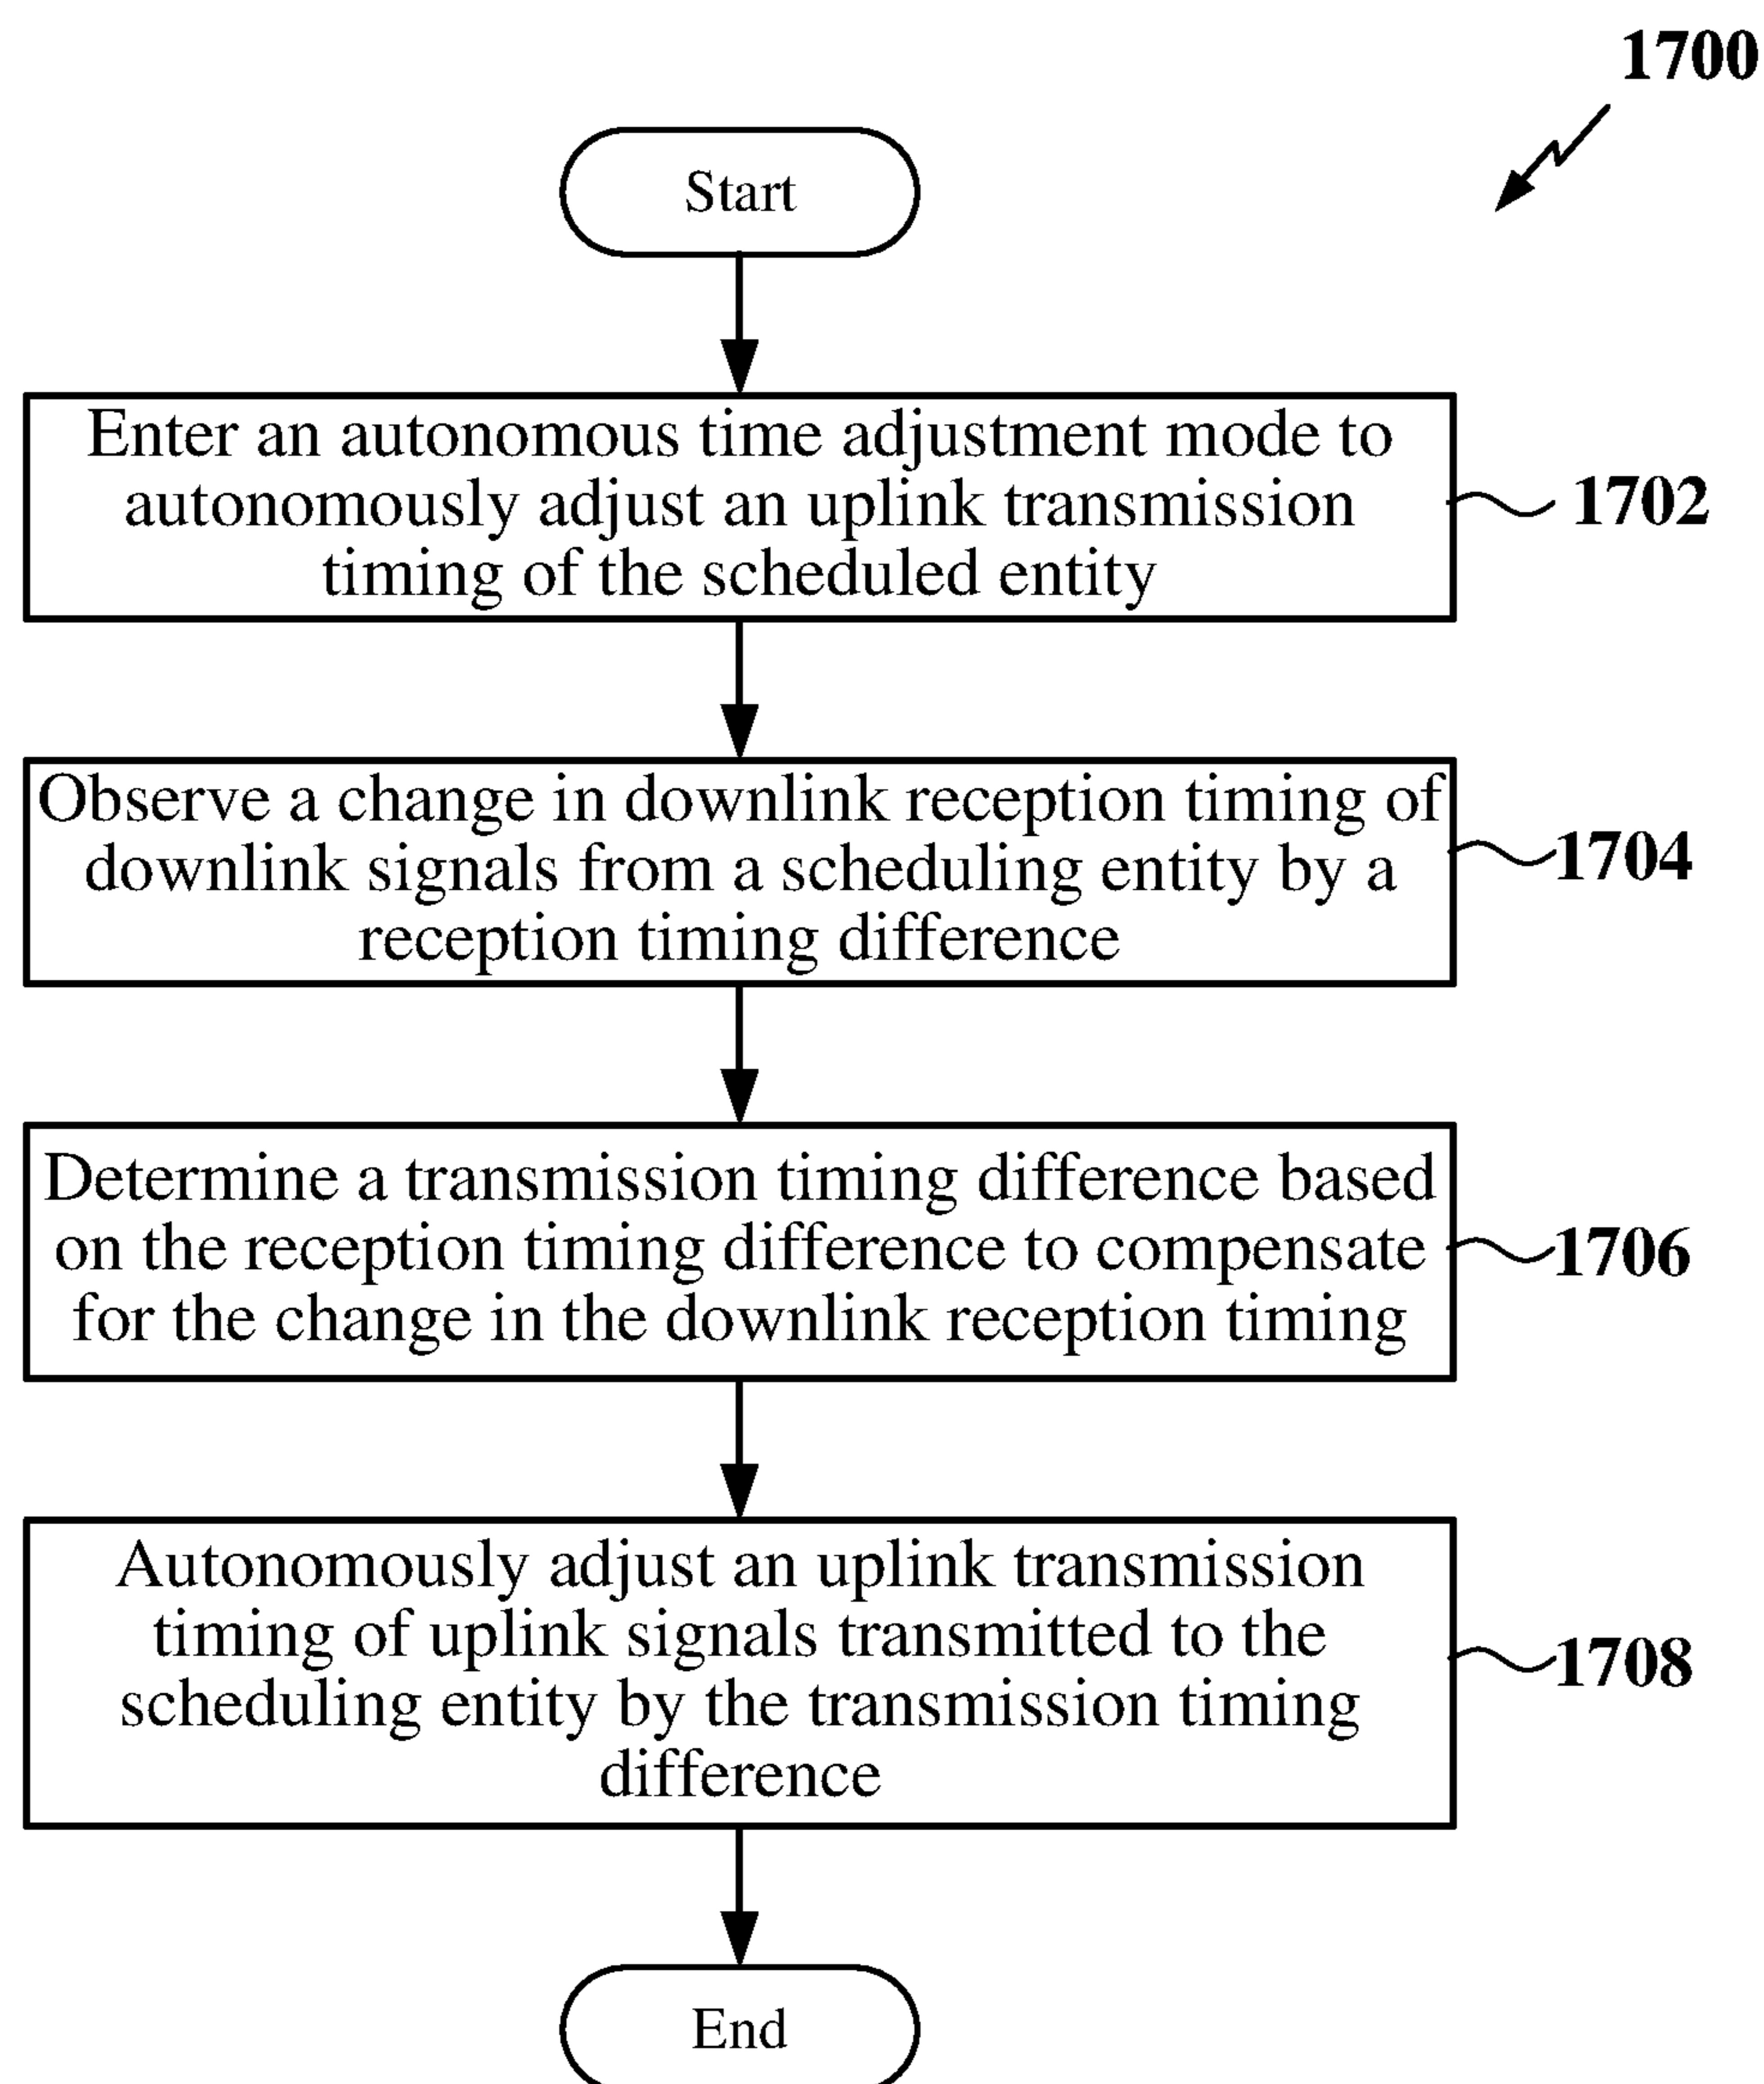 1700
Start
Enter an autonomous time adjustment mode to
autonomously adjust an uplink transmission
timing of the scheduled entity
1702
Observe a change in downlink reception timing of
downlink signals from a scheduling entity by a
reception timing difference
1704
Determine a transmission timing difference based
on the reception timing difference to compensate
for the change in the downlink reception timing
1706
Autonomously adjust an uplink transmission
timing of uplink signals transmitted to the
scheduling entity by the transmission timing
difference
1708
End